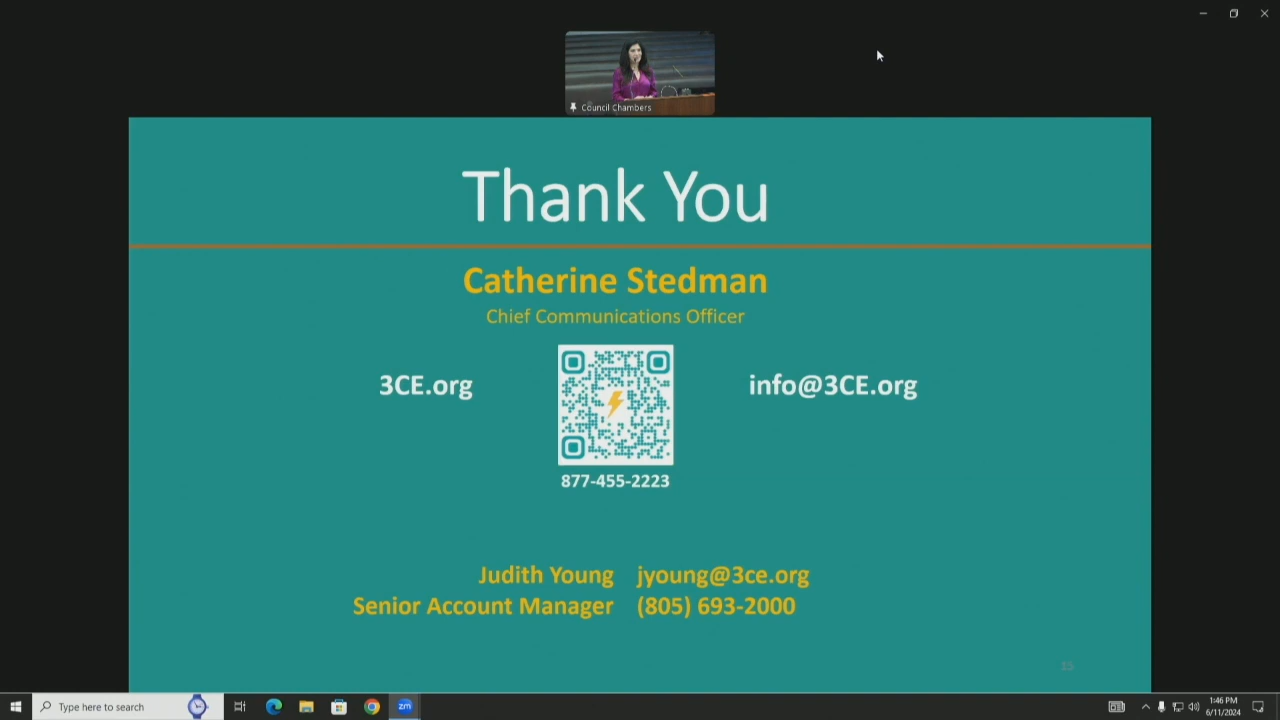 Council Chambers
Thank You
Catherine Stedman
Chief Communications Officer
3CE.org
info@3CE.org
877-455-2223
Judith Young jyoung@3ce.org
Senior Account Manager (805) 693-2000
15
Type here to search
zm
1:46 PM
6/11/2024